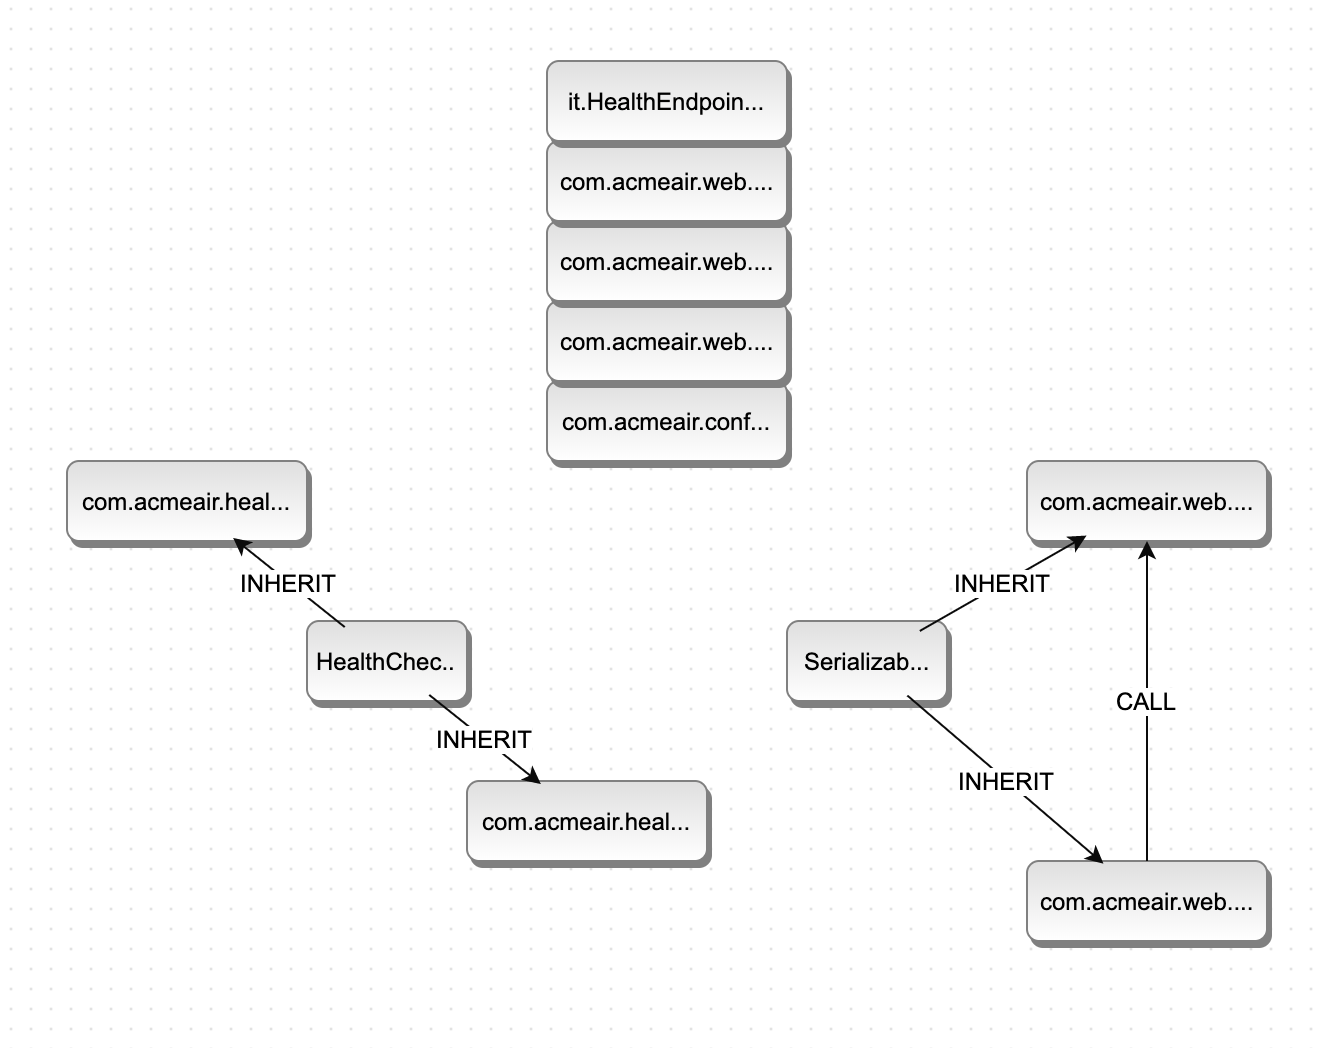 it.HealthEndpoin...
com.acmeair.web....
com.acmeair.web....
com.acmeair.web....
com.acmeair.conf...
com.acmeair.heal...
com.acmeair.web....
INHERIT
INHERIT
HealthChec..
Serializab...
CALL
INHERIT
INHERIT
com.acmeair.heal...
com.acmeair.web....